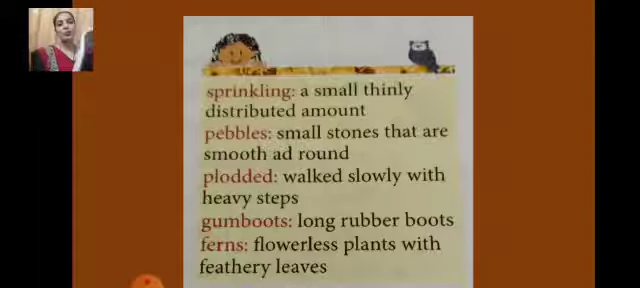 sprinkling: a small thinly
distributed amount
pebbles: small stones that are
smooth ad round
plodded: walked slowly with
heavy steps
gumboots: long rubber boots
ferns: flowerless plants with
feathery leaves